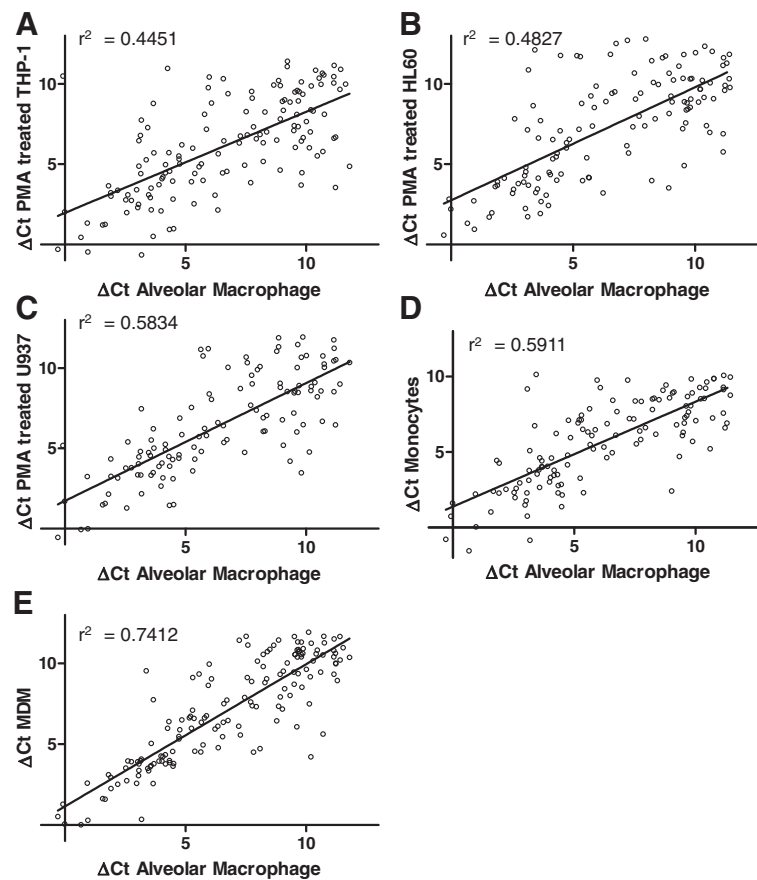 A
r² = 0.4451
ΔCt PMA treated THP-1
10
5
5
10
ΔCt Alveolar Macrophage
B
r² = 0.4827
ΔCt PMA treated HL60
10
5
5
10
ΔCt Alveolar Macrophage
C
r² = 0.5834
ΔCt PMA treated U937
10
5
5
10
ΔCt Alveolar Macrophage
D
r² = 0.5911
ΔCt Monocytes
10
5
5
10
ΔCt Alveolar Macrophage
E
r² = 0.7412
ΔCt MDM
10
5
5
10
ΔCt Alveolar Macrophage